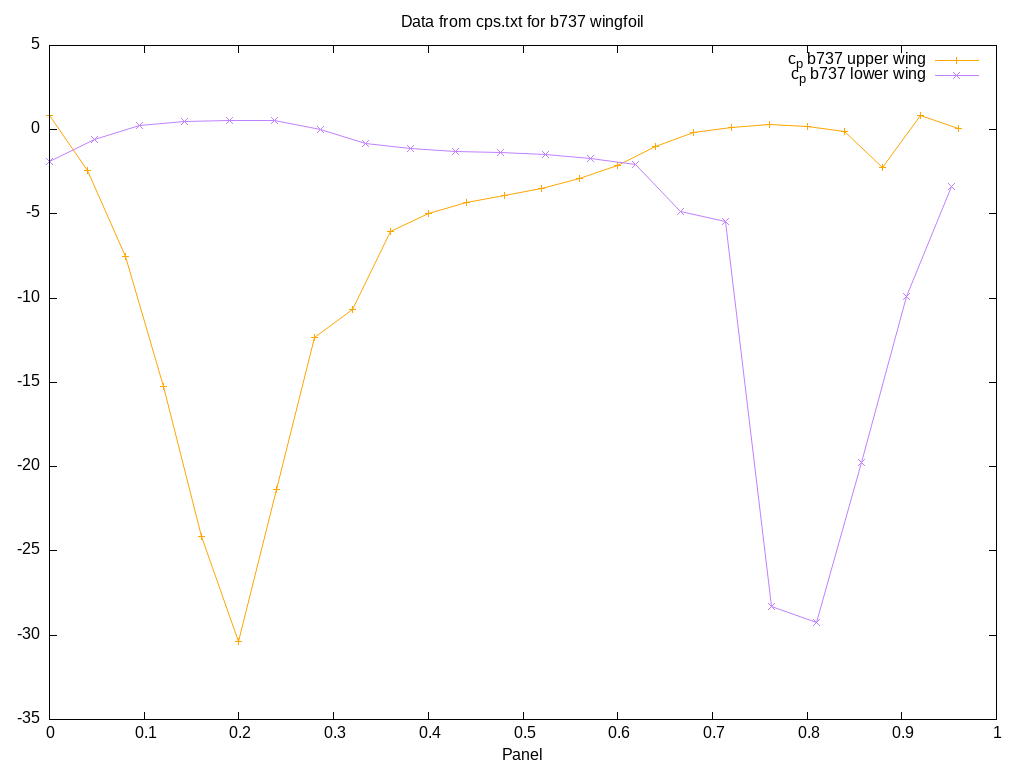 Data from cps.txt for b737 wingfoil
c_p b737 upper wing
c_p b737 lower wing
5
0
-5
-10
-15
-20
-25
-30
-35
0 0.1 0.2 0.3 0.4 0.5 0.6 0.7 0.8 0.9 1
Panel